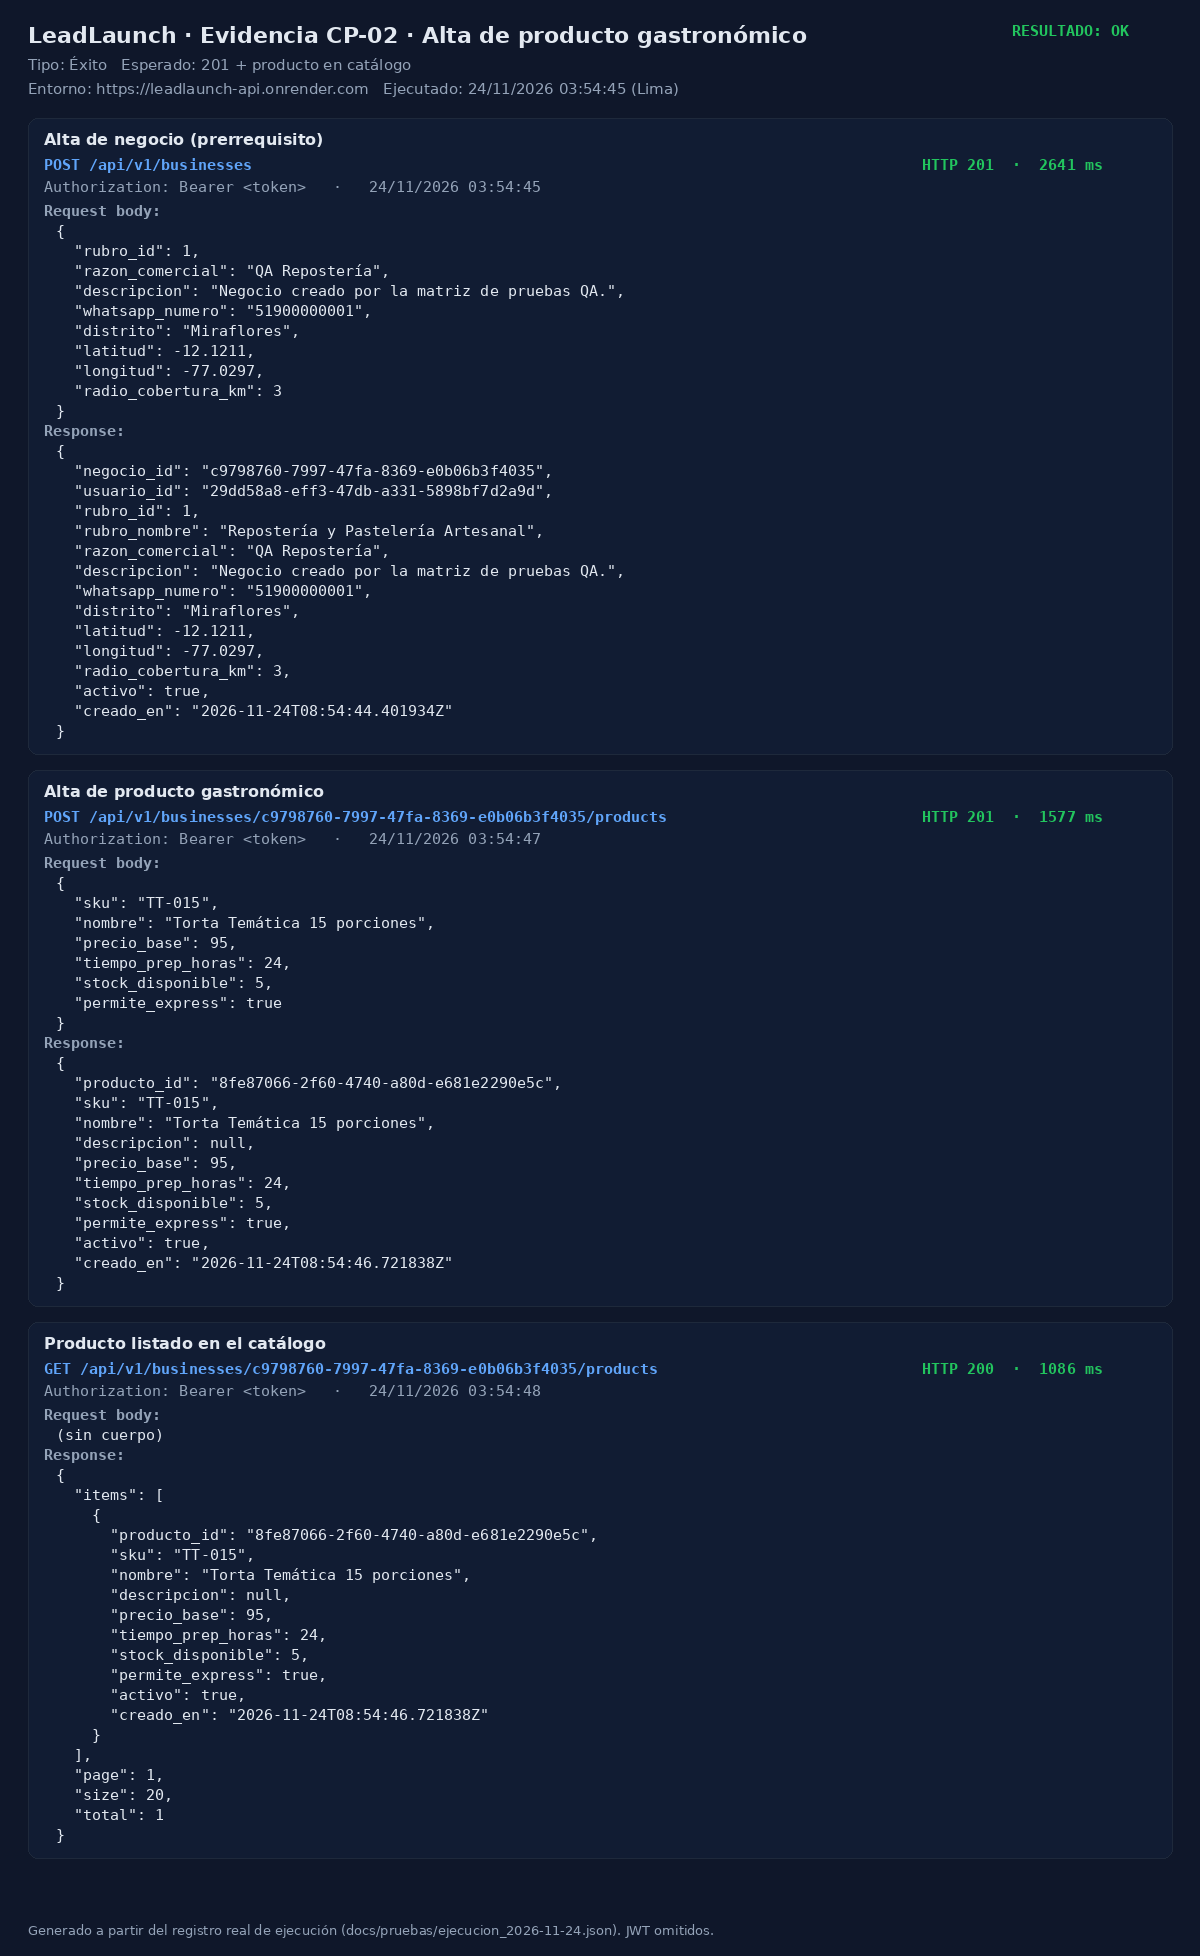 LeadLaunch · Evidencia CP-02 · Alta de producto gastronómico
RESULTADO: OK
Tipo: Éxito   Esperado: 201 + producto en catálogo
Entorno: https://leadlaunch-api.onrender.com   Ejecutado: 24/11/2026 03:54:45 (Lima)
Alta de negocio (prerrequisito)
POST /api/v1/businesses   HTTP 201  ·  2641 ms
Authorization: Bearer <token>   ·   24/11/2026 03:54:45
Request body:
{
  "rubro_id": 1,
  "razon_comercial": "QA Repostería",
  "descripcion": "Negocio creado por la matriz de pruebas QA.",
  "whatsapp_numero": "51900000001",
  "distrito": "Miraflores",
  "latitud": -12.1211,
  "longitud": -77.0297,
  "radio_cobertura_km": 3
}
Response:
{
  "negocio_id": "c9798760-7997-47fa-8369-e0b06b3f4035",
  "usuario_id": "29dd58a8-eff3-47db-a331-5898bf7d2a9d",
  "rubro_id": 1,
  "rubro_nombre": "Repostería y Pastelería Artesanal",
  "razon_comercial": "QA Repostería",
  "descripcion": "Negocio creado por la matriz de pruebas QA.",
  "whatsapp_numero": "51900000001",
  "distrito": "Miraflores",
  "latitud": -12.1211,
  "longitud": -77.0297,
  "radio_cobertura_km": 3,
  "activo": true,
  "creado_en": "2026-11-24T08:54:44.401934Z"
}
Alta de producto gastronómico
POST /api/v1/businesses/c9798760-7997-47fa-8369-e0b06b3f4035/products   HTTP 201  ·  1577 ms
Authorization: Bearer <token>   ·   24/11/2026 03:54:47
Request body:
{
  "sku": "TT-015",
  "nombre": "Torta Temática 15 porciones",
  "precio_base": 95,
  "tiempo_prep_horas": 24,
  "stock_disponible": 5,
  "permite_express": true
}
Response:
{
  "producto_id": "8fe87066-2f60-4740-a80d-e681e2290e5c",
  "sku": "TT-015",
  "nombre": "Torta Temática 15 porciones",
  "descripcion": null,
  "precio_base": 95,
  "tiempo_prep_horas": 24,
  "stock_disponible": 5,
  "permite_express": true,
  "activo": true,
  "creado_en": "2026-11-24T08:54:46.721838Z"
}
Producto listado en el catálogo
GET /api/v1/businesses/c9798760-7997-47fa-8369-e0b06b3f4035/products   HTTP 200  ·  1086 ms
Authorization: Bearer <token>   ·   24/11/2026 03:54:48
Request body:
(sin cuerpo)
Response:
{
  "items": [
    {
      "producto_id": "8fe87066-2f60-4740-a80d-e681e2290e5c",
      "sku": "TT-015",
      "nombre": "Torta Temática 15 porciones",
      "descripcion": null,
      "precio_base": 95,
      "tiempo_prep_horas": 24,
      "stock_disponible": 5,
      "permite_express": true,
      "activo": true,
      "creado_en": "2026-11-24T08:54:46.721838Z"
    }
  ],
  "page": 1,
  "size": 20,
  "total": 1
}
Generado a partir del registro real de ejecución (docs/pruebas/ejecucion_2026-11-24.json). JWT omitidos.